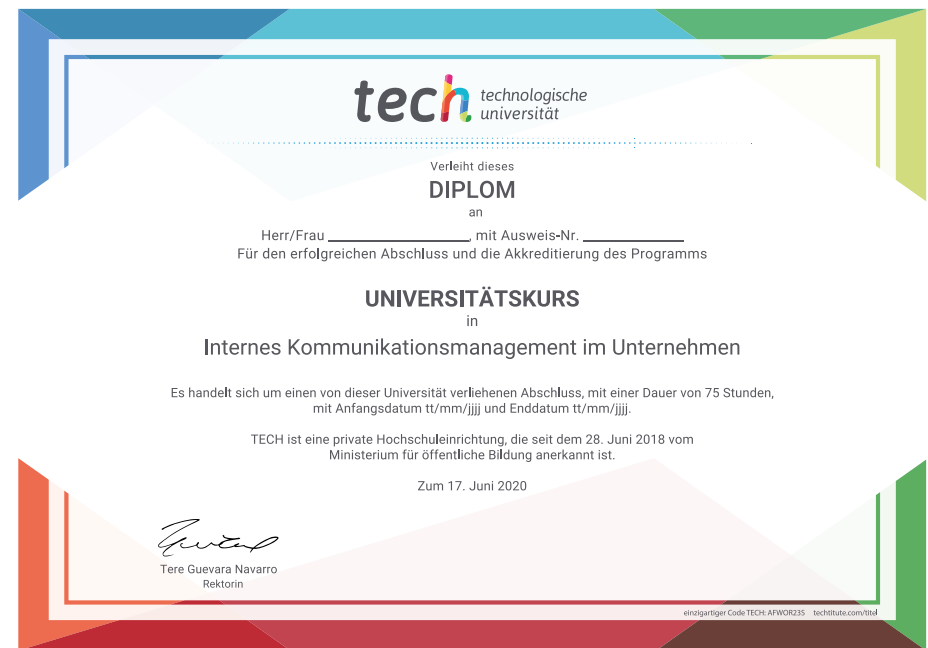 tech technologische
universität
Verleiht dieses
DIPLOM
an
Herr/Frau ____________, mit Ausweis-Nr. ____________
Für den erfolgreichen Abschluss und die Akkreditierung des Programms
UNIVERSITÄTSKURS
in
Internes Kommunikationsmanagement im Unternehmen
Es handelt sich um einen von dieser Universität verliehenen Abschluss, mit einer Dauer von 75 Stunden,
mit Anfangsdatum tt/mm/jjjj und Enddatum tt/mm/jjjj.
TECH ist eine private Hochschuleinrichtung, die seit dem 28. Juni 2018 vom
Ministerium für öffentliche Bildung anerkannt ist.
Zum 17. Juni 2020
Tere Guevara Navarro
Rektorin
einzigartiger Code TECH: AFWOR23S techtitute.com/titel